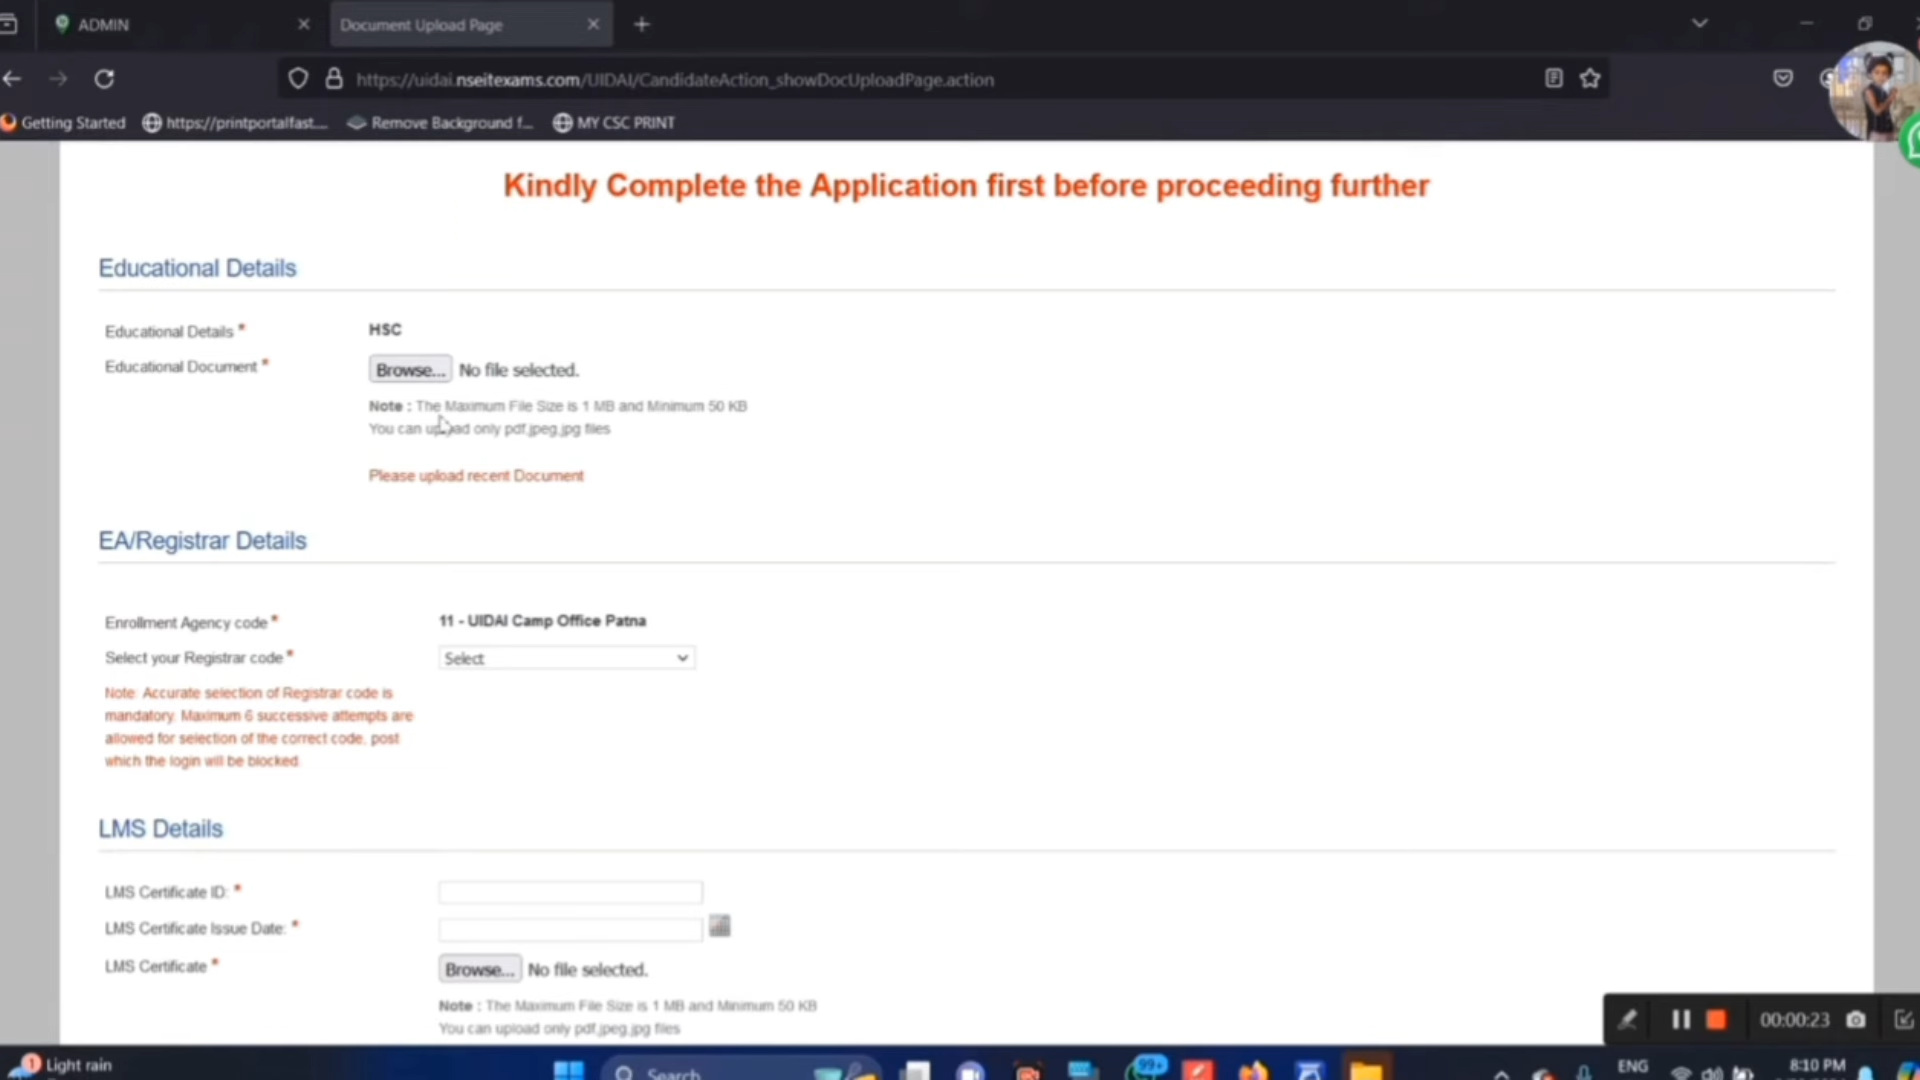 ADMIN
Document Upload Page
https://uidai.nseitexams.com/UIDAI/CandidateAction_showDocUploadPage.action
Getting Started https://printportalfast.... Remove Background f... MY CSC PRINT
Kindly Complete the Application first before proceeding further
Educational Details
Educational Details * HSC
Educational Document * Browse... No file selected.
Note : The Maximum File Size is 1 MB and Minimum 50 KB
You can upload only pdf,jpeg,jpg files
Please upload recent Document
EA/Registrar Details
Enrollment Agency code * 11 - UIDAI Camp Office Patna
Select your Registrar code * Select
Note: Accurate selection of Registrar code is
mandatory. Maximum 6 successive attempts are
allowed for selection of the correct code, post
which the login will be blocked.
LMS Details
LMS Certificate ID: *
LMS Certificate Issue Date: *
LMS Certificate * Browse... No file selected.
Note : The Maximum File Size is 1 MB and Minimum 50 KB
You can upload only pdf,jpeg,jpg files
00:00:23
1 Light rain
Search
99+
ENG
8:10 PM